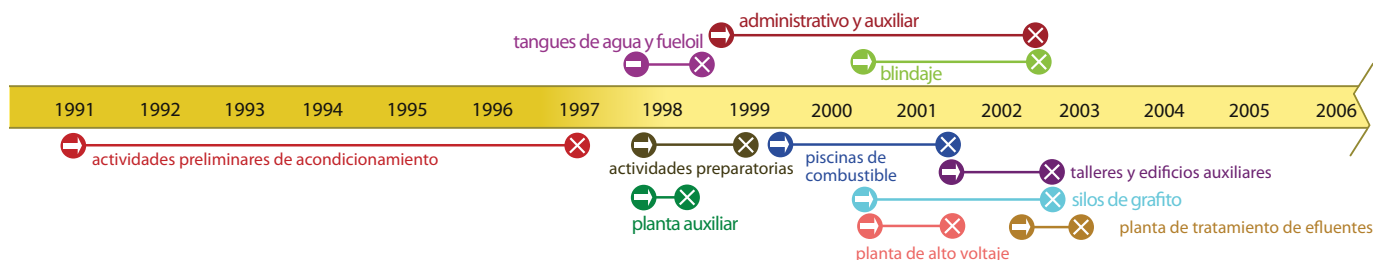 administrativo y auxiliar
tangues de agua y fueloil
blindaje
1991 1992 1993 1994 1995 1996 1997 1998 1999 2000 2001 2002 2003 2004 2005 2006
actividades preliminares de acondicionamiento
actividades preparatorias
piscinas de
combustible
talleres y edificios auxiliares
silos de grafito
planta auxiliar
planta de alto voltaje
planta de tratamiento de efluentes